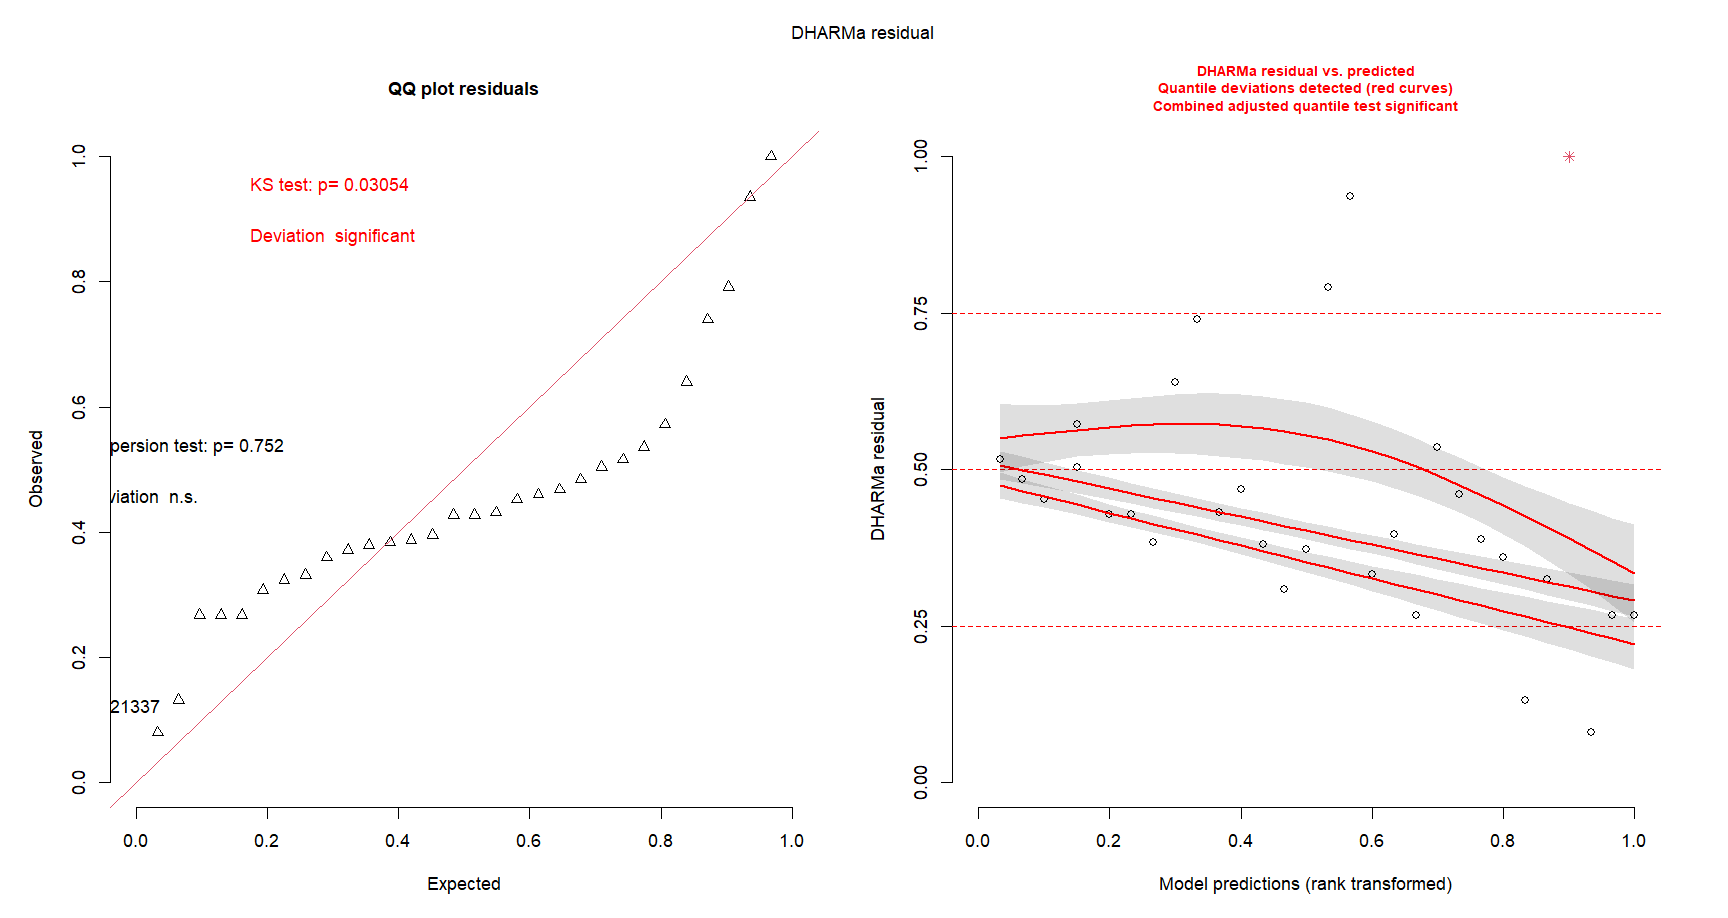 DHARMa residual
QQ plot residuals
KS test: p= 0.03054
Deviation  significant
persion test: p= 0.752
viation  n.s.
21337
Observed
0.0
0.2
0.4
0.6
0.8
1.0
0.0
0.2
0.4
0.6
0.8
1.0
Expected
DHARMa residual vs. predicted
Quantile deviations detected (red curves)
Combined adjusted quantile test significant
DHARMa residual
0.00
0.25
0.50
0.75
1.00
0.0
0.2
0.4
0.6
0.8
1.0
Model predictions (rank transformed)